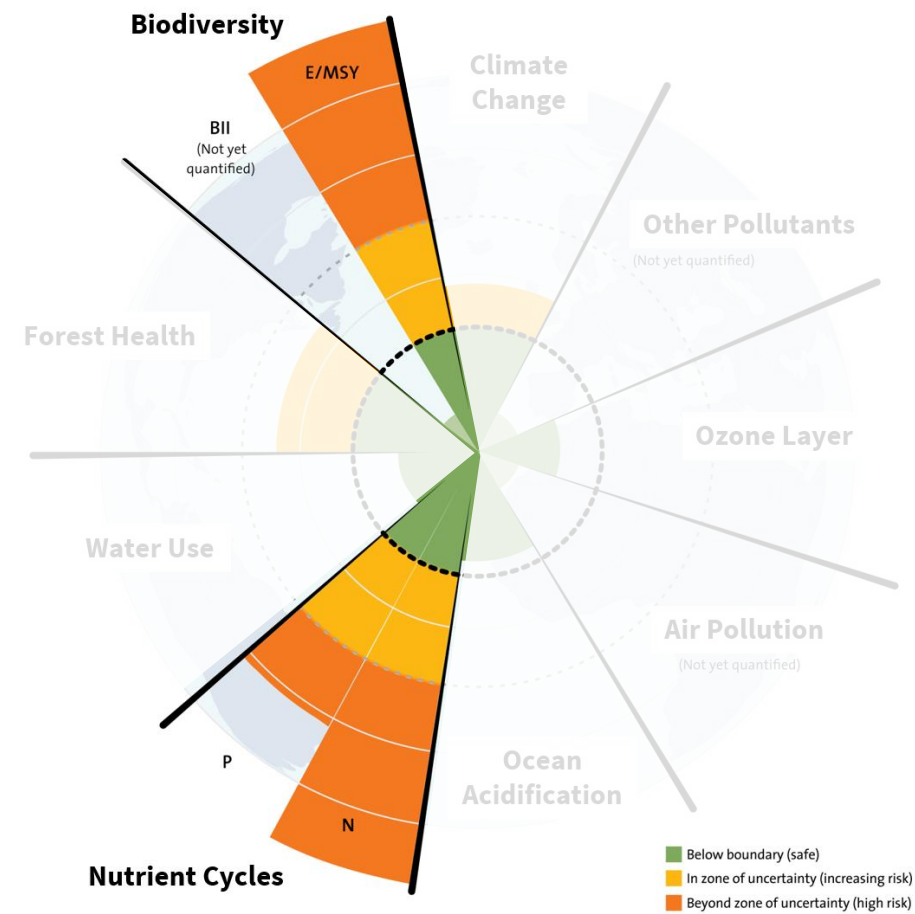 Biodiversity
E/MSY
BII
(Not yet
quantified)
Climate
Change
Other Pollutants
(Not yet quantified)
Forest Health
Ozone Layer
Water Use
Air Pollution
(Not yet quantified)
P
Ocean
Acidification
N
Nutrient Cycles
Below boundary (safe)
In zone of uncertainty (increasing risk)
Beyond zone of uncertainty (high risk)